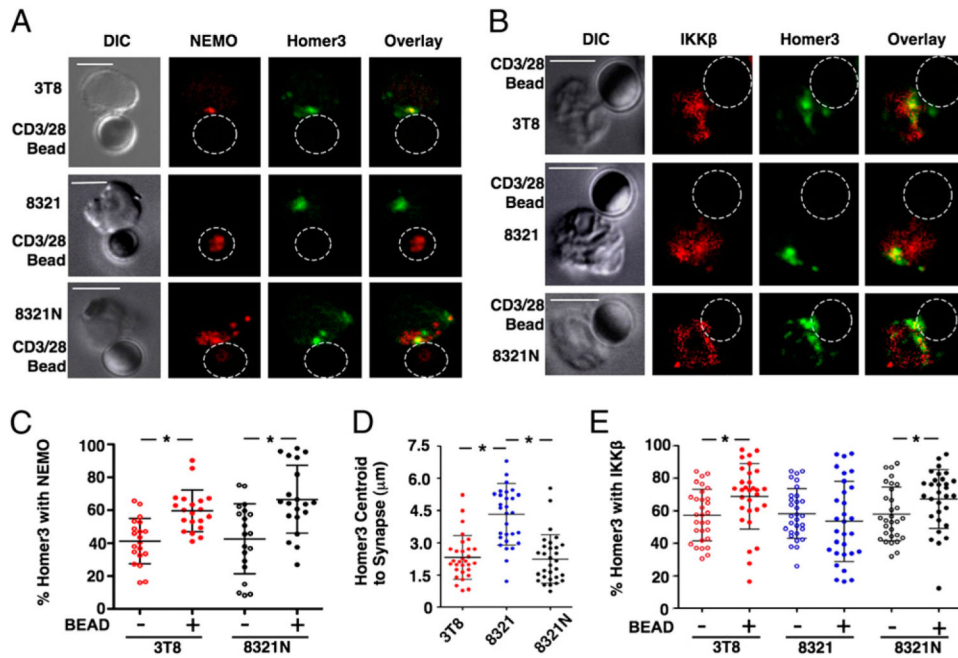 A
DIC NEMO Homer3 Overlay
3T8
CD3/28
Bead
8321
CD3/28
Bead
8321N
CD3/28
Bead
B
DIC IKKβ Homer3 Overlay
CD3/28
Bead
3T8
CD3/28
Bead
8321
CD3/28
Bead
8321N
C
% Homer3 with NEMO
100
80
60
40
20
0
* *
BEAD - + - +
3T8 8321N
D
Homer3 Centroid
to Synapse (μm)
7.5
6.0
4.5
3.0
1.5
0
* *
3T8 8321 8321N
E
% Homer3 with IKKβ
100
80
60
40
20
0
* *
BEAD - + - + - +
3T8 8321 8321N